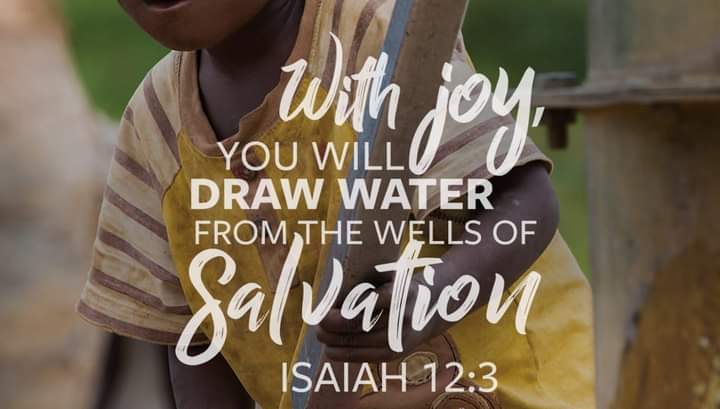 With joy,
YOU WILL
DRAW WATER
FROM THE WELLS OF
Salvation
ISAIAH 12:3